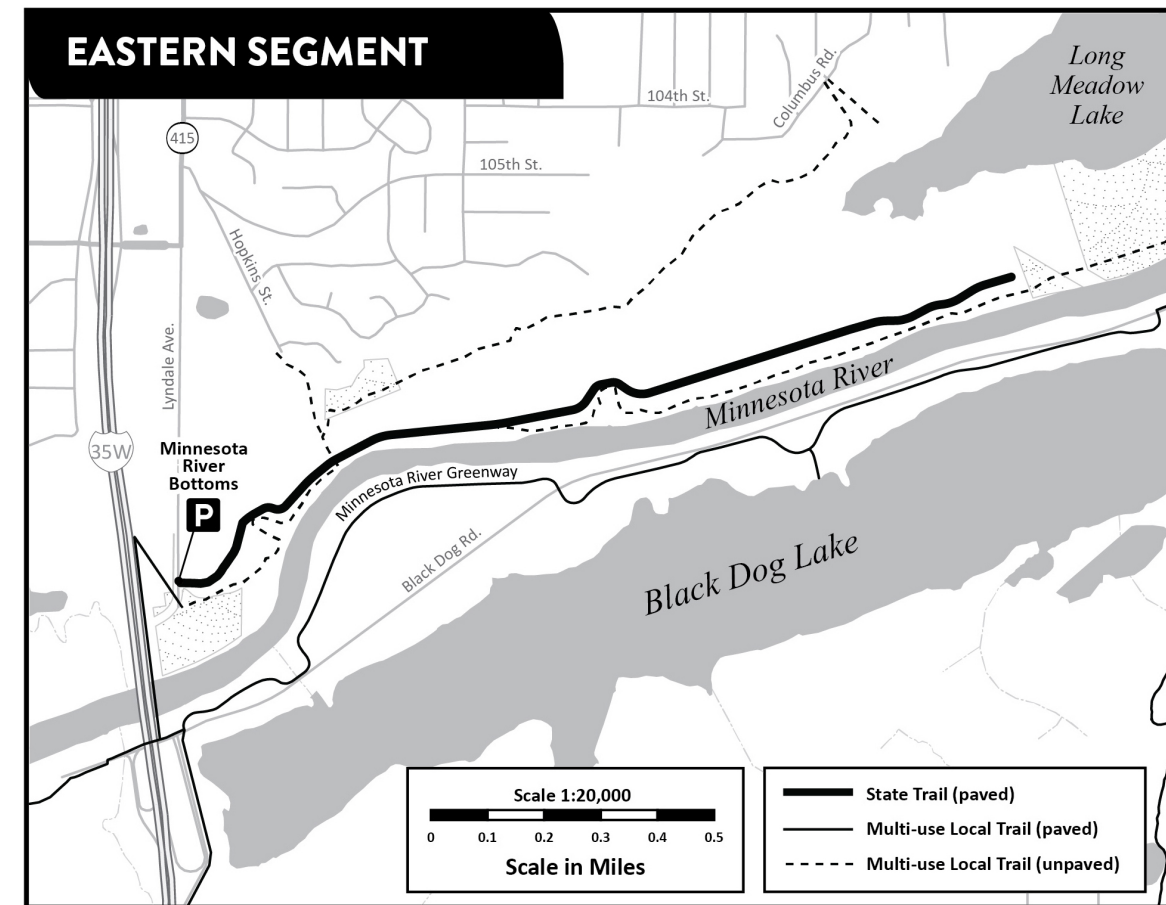 EASTERN SEGMENT
Long
Meadow
Lake
104th St.
Columbus Rd.
415
105th St.
Hopkins St.
Lyndale Ave.
35W
Minnesota
River
Bottoms
P
Minnesota River
Minnesota River Greenway
Black Dog Rd.
Black Dog Lake
Scale 1:20,000
0 0.1 0.2 0.3 0.4 0.5
Scale in Miles
State Trail (paved)
Multi-use Local Trail (paved)
Multi-use Local Trail (unpaved)